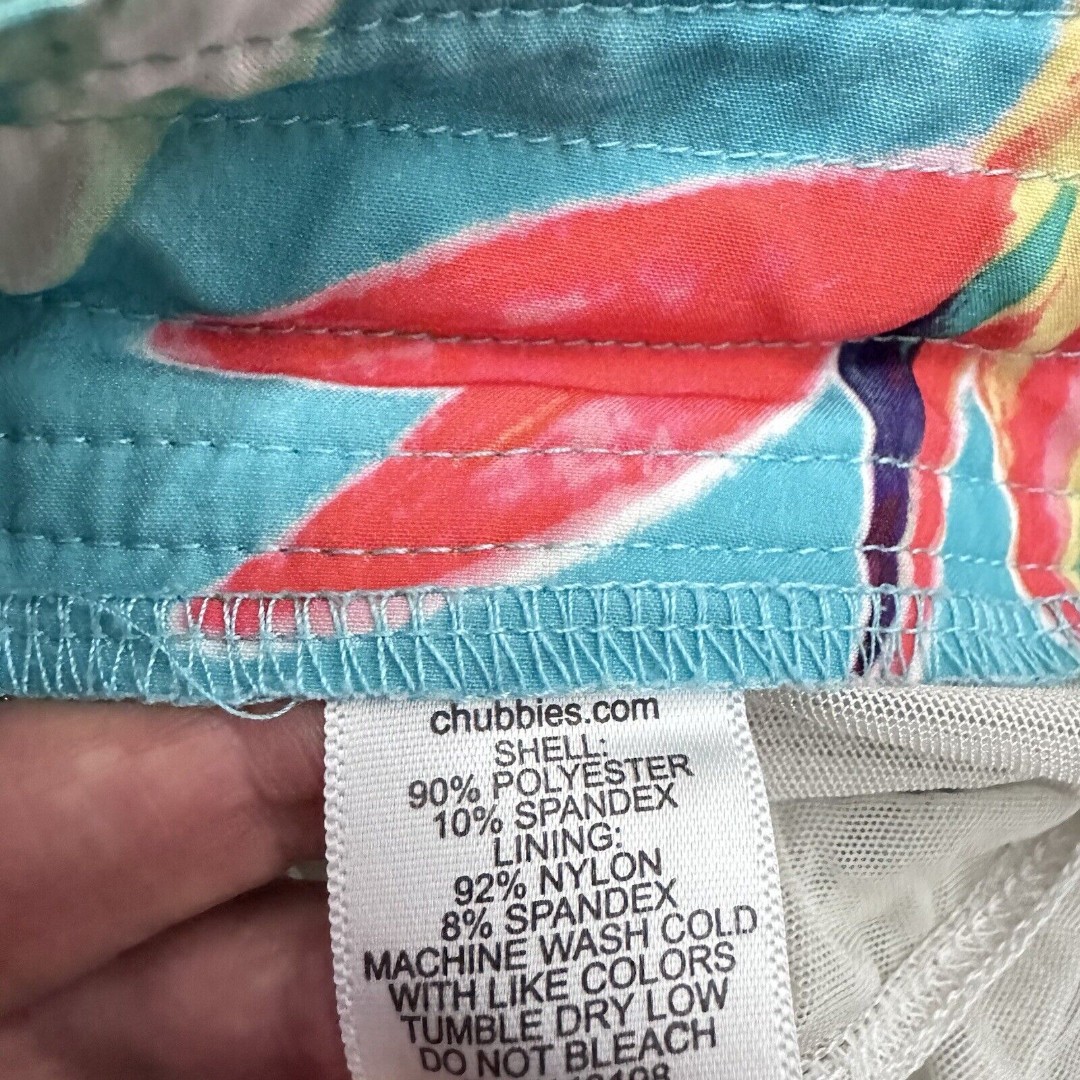 chubbies.com
SHELL:
90% POLYESTER
10% SPANDEX
LINING:
92% NYLON
8% SPANDEX
MACHINE WASH COLD
WITH LIKE COLORS
TUMBLE DRY LOW
DO NOT BLEACH